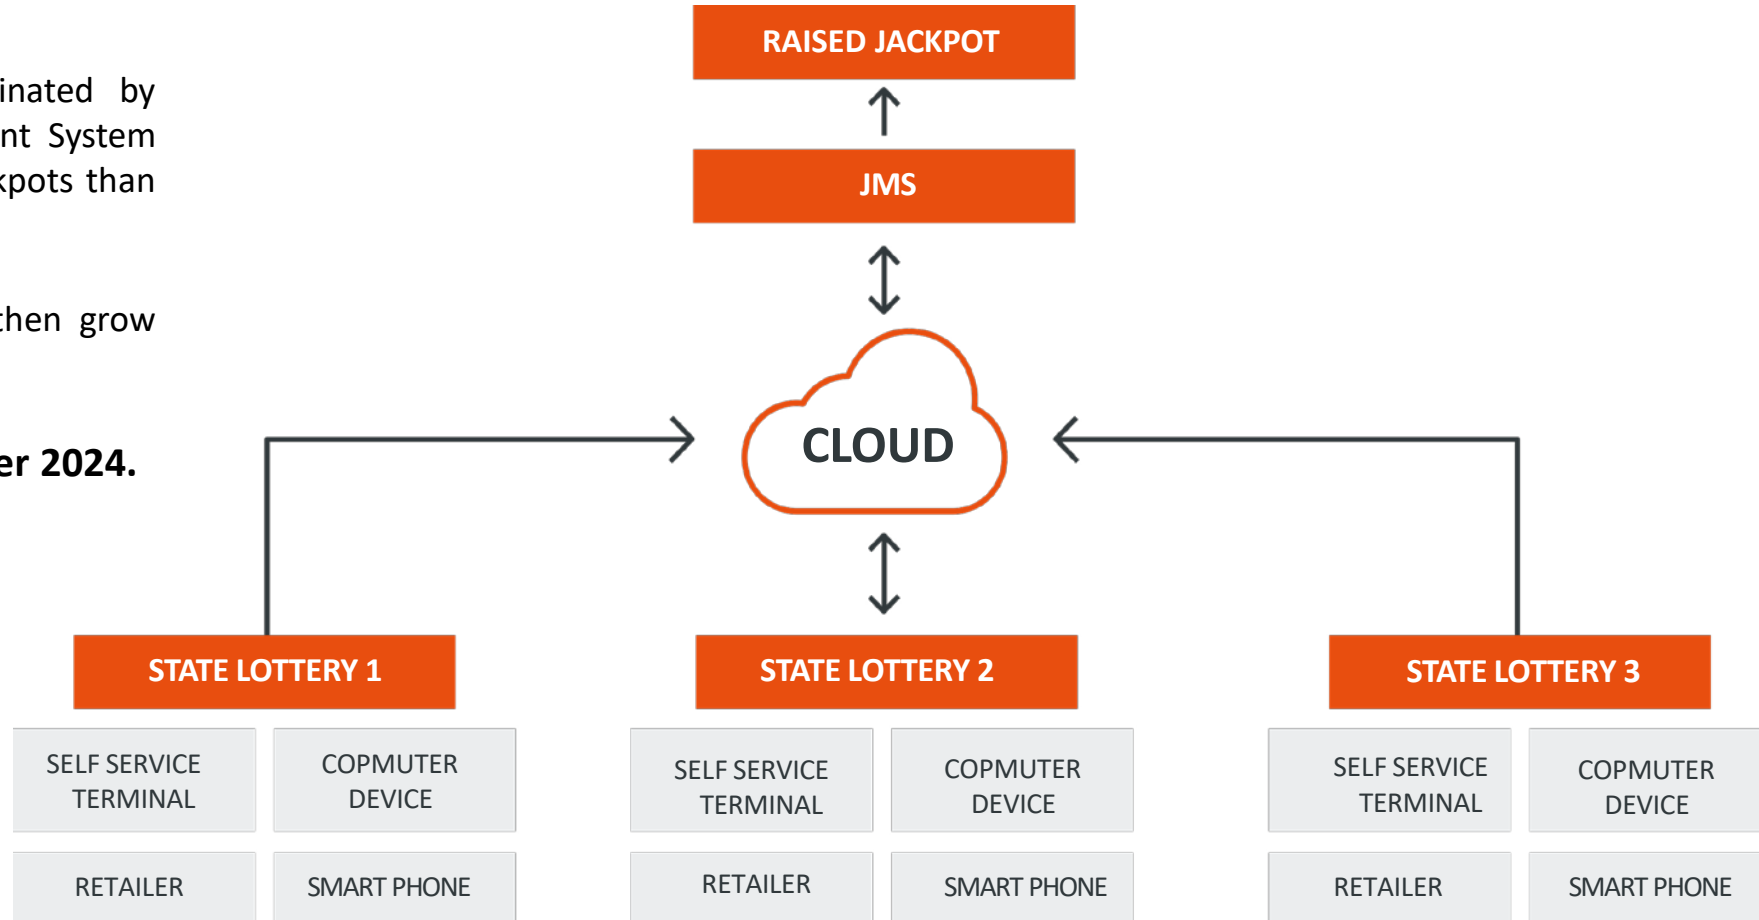 RAISED JACKPOT
inated by
nt System
kpots than
JMS
then grow
er 2024.
CLOUD
STATE LOTTERY 1
STATE LOTTERY 2
STATE LOTTERY 3
SELF SERVICE
TERMINAL
COPMUTER
DEVICE
SELF SERVICE
TERMINAL
COPMUTER
DEVICE
SELF SERVICE
TERMINAL
COPMUTER
DEVICE
RETAILER
SMART PHONE
RETAILER
SMART PHONE
RETAILER
SMART PHONE